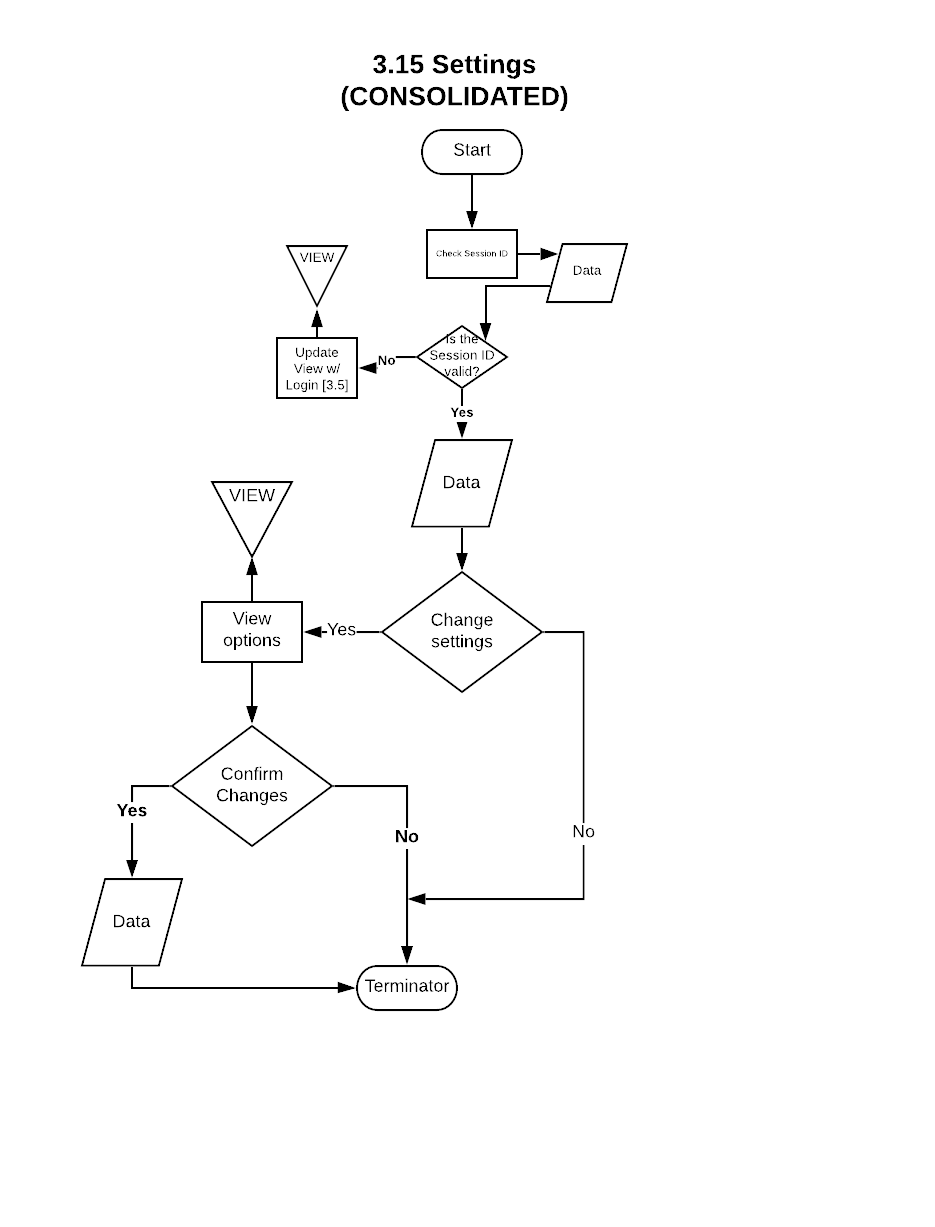 3.15 Settings
(CONSOLIDATED)
Start
Check Session ID
Data
VIEW
Is the
Session ID
valid?
No
Update
View w/
Login [3.5]
Yes
Data
VIEW
Change
settings
Yes
View
options
Confirm
Changes
Yes
No
No
Data
Terminator